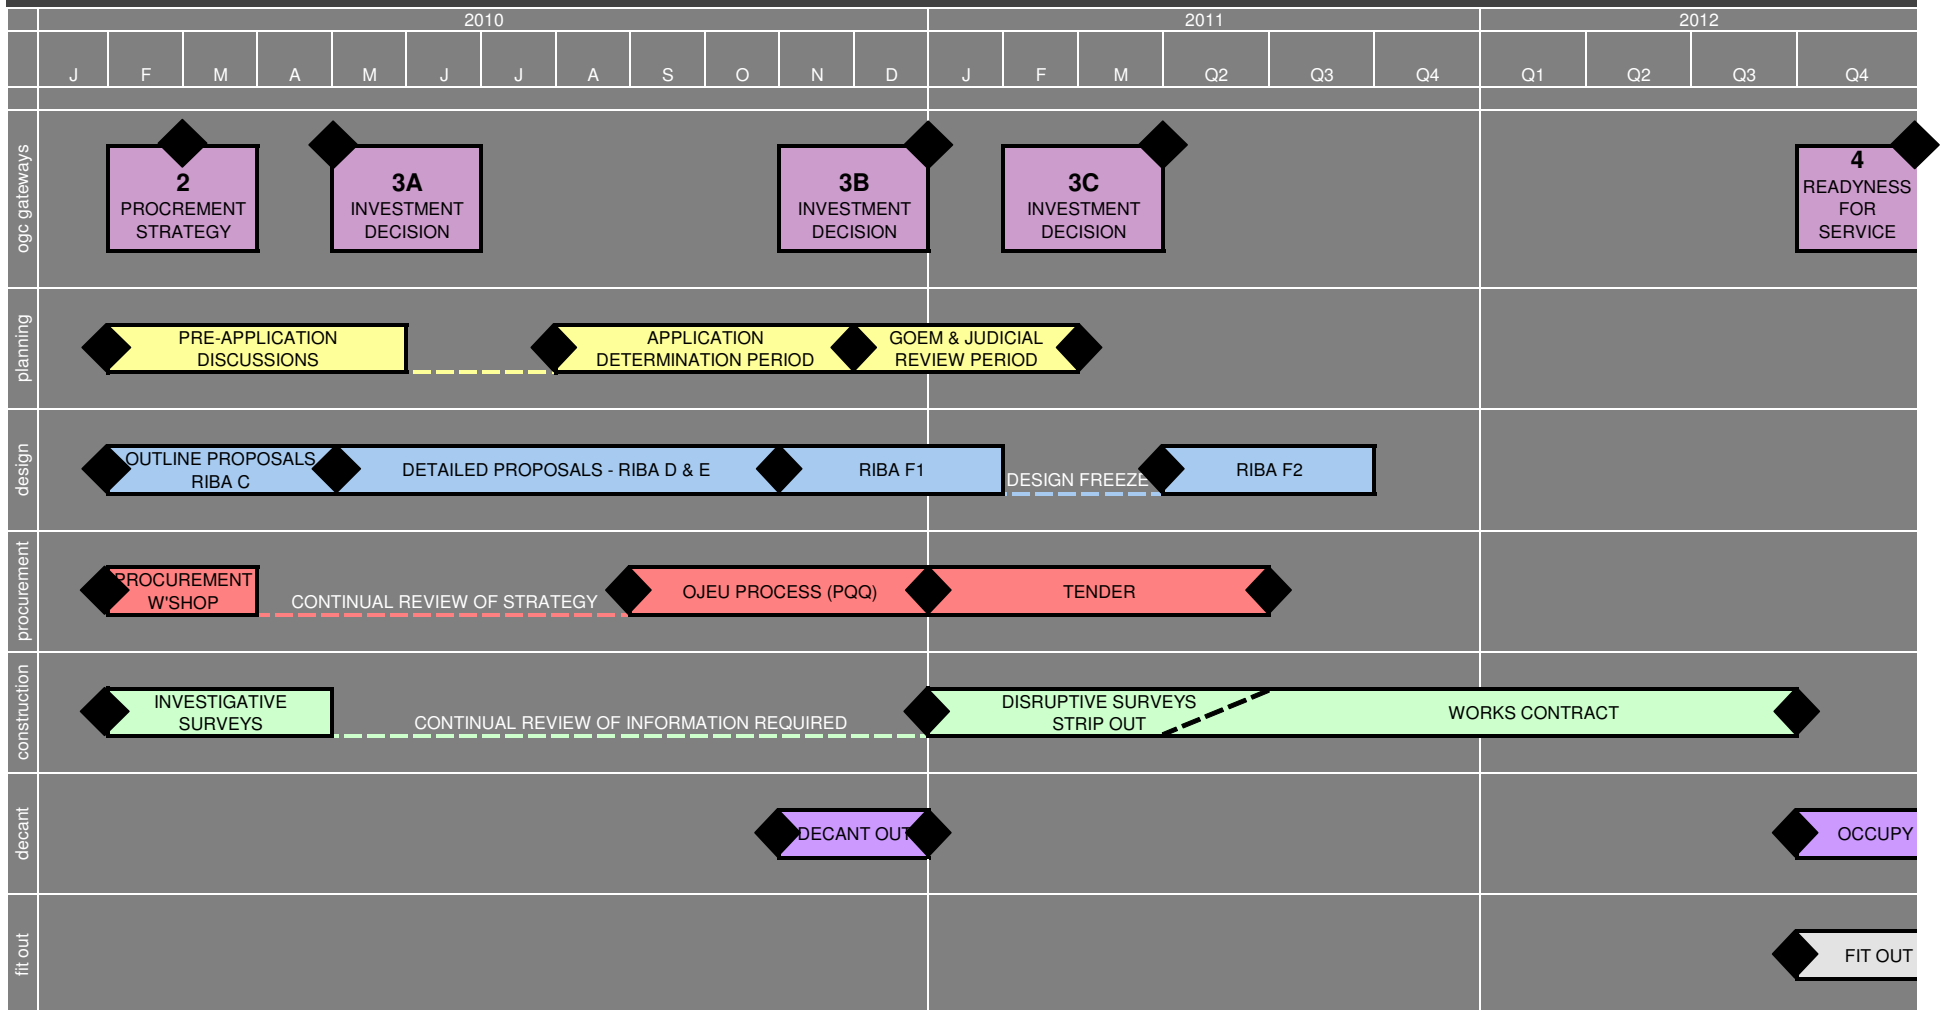 2010 2011 2012
J F M A M J J A S O N D J F M Q2 Q3 Q4 Q1 Q2 Q3 Q4
ogc gateways
2
PROCREMENT
STRATEGY
3A
INVESTMENT
DECISION
3B
INVESTMENT
DECISION
3C
INVESTMENT
DECISION
4
READYNESS
FOR
SERVICE
planning
PRE-APPLICATION
DISCUSSIONS
APPLICATION
DETERMINATION PERIOD
GOEM & JUDICIAL
REVIEW PERIOD
design
OUTLINE PROPOSALS
RIBA C
DETAILED PROPOSALS - RIBA D & E
RIBA F1
DESIGN FREEZE
RIBA F2
procurement
PROCUREMENT
W'SHOP
CONTINUAL REVIEW OF STRATEGY
OJEU PROCESS (PQQ)
TENDER
construction
INVESTIGATIVE
SURVEYS
CONTINUAL REVIEW OF INFORMATION REQUIRED
DISRUPTIVE SURVEYS
STRIP OUT
WORKS CONTRACT
decant
DECANT OUT
OCCUPY
fit out
FIT OUT